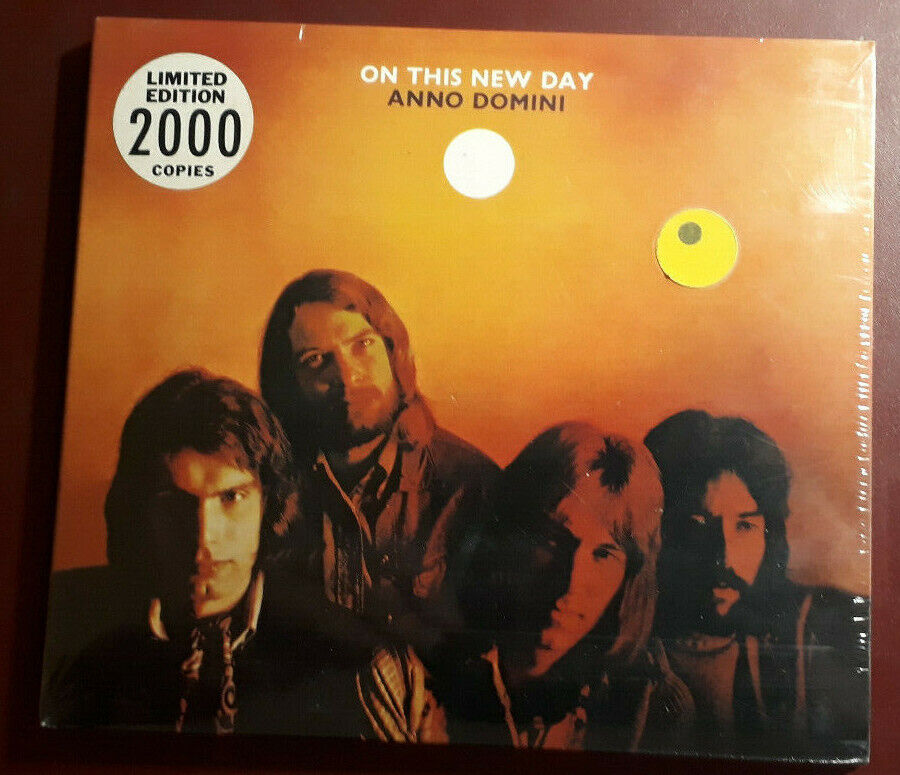 LIMITED
EDITION
2000
COPIES
ON THIS NEW DAY
ANNO DOMINI